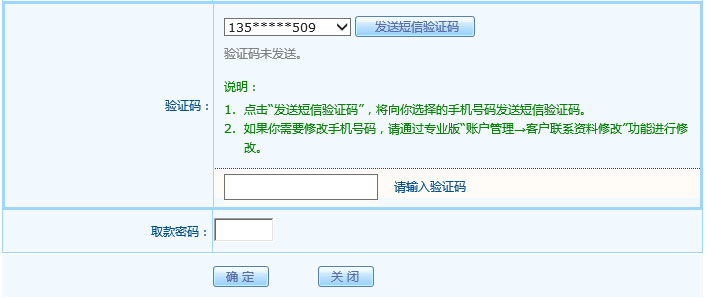 135*****509 发送短信验证码
验证码未发送。
说明：
验证码：
1. 点击“发送短信验证码”，将向你选择的手机号码发送短信验证码。
2. 如果你需要修改手机号码，请通过专业版“账户管理→客户联系资料修改”功能进行修
改。
请输入验证码
取款密码：
确 定 关 闭